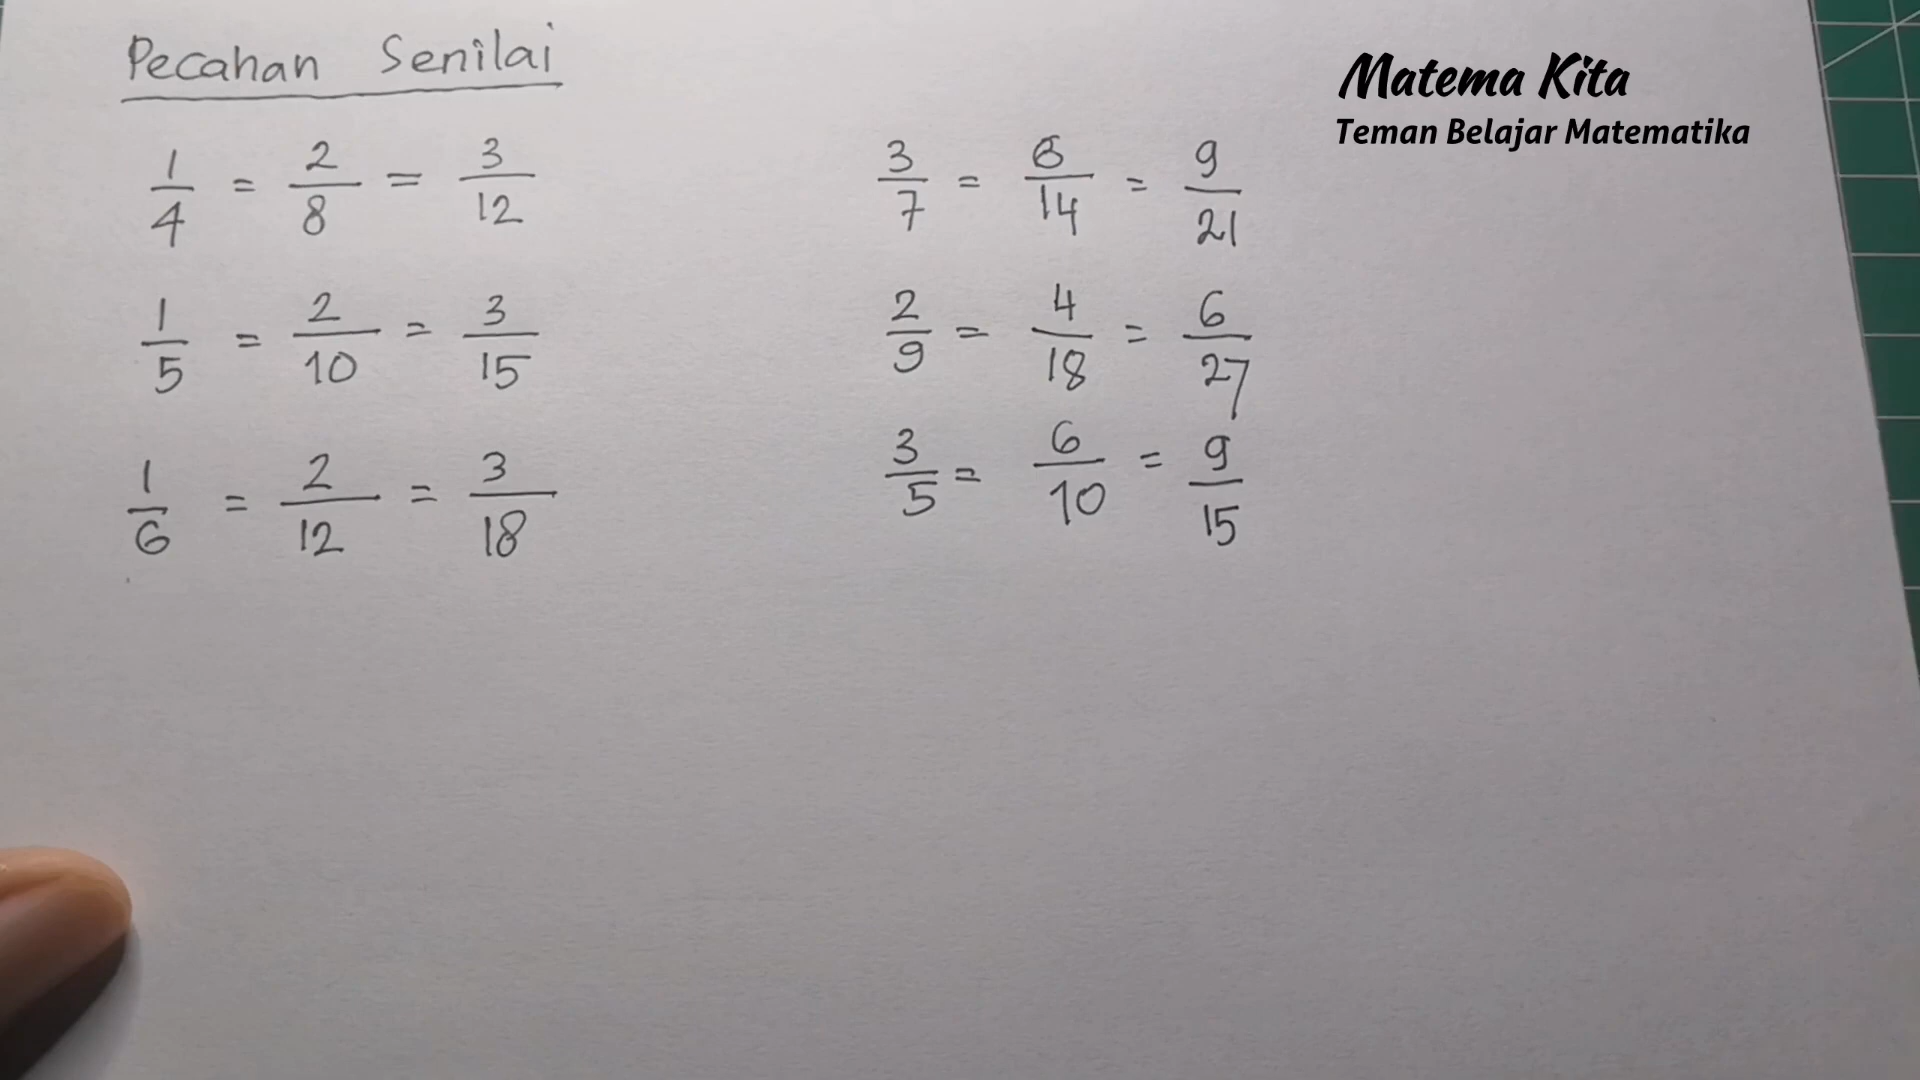 Pecahan Senilai
Matema Kita
Teman Belajar Matematika
1/4 = 2/8 = 3/12
1/5 = 2/10 = 3/15
1/6 = 2/12 = 3/18
3/7 = 6/14 = 9/21
2/9 = 4/18 = 6/27
3/5 = 6/10 = 9/15